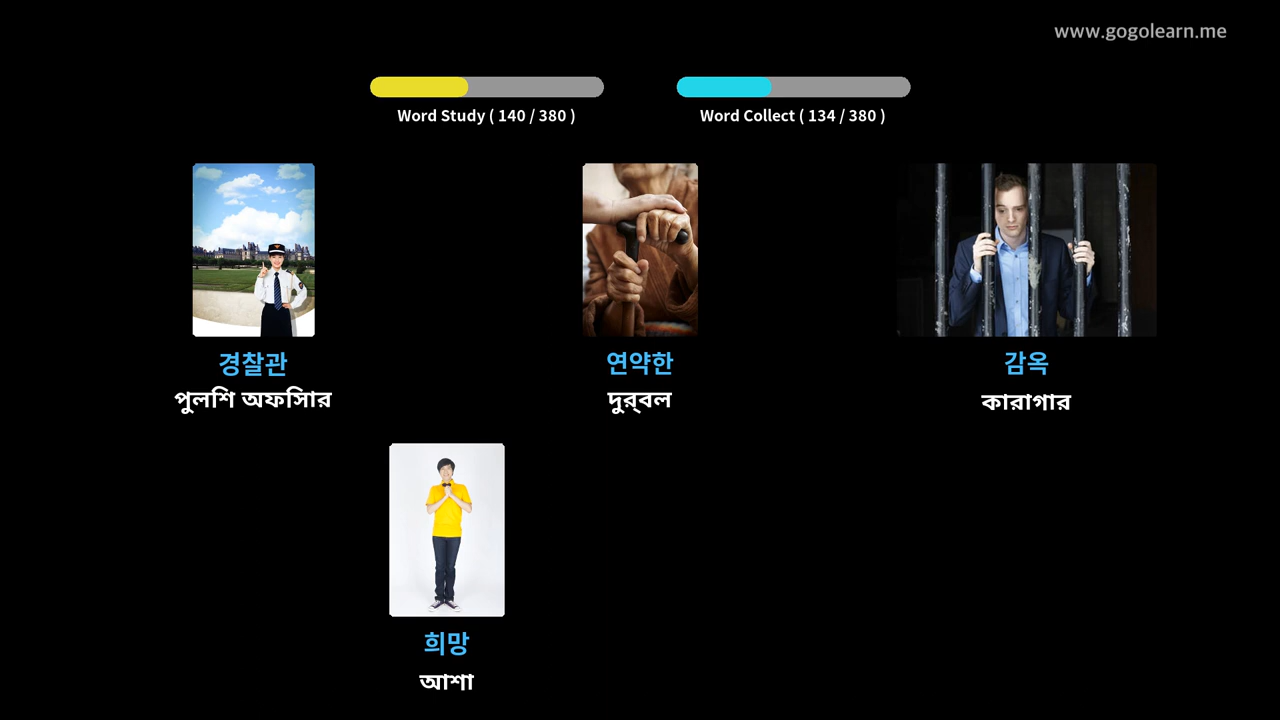 www.gogolearn.me
Word Study ( 140 / 380 )
Word Collect ( 134 / 380 )
경찰관
পুলিশ অফিসার
연약한
দুর্বল
감옥
কারাগার
희망
আশা